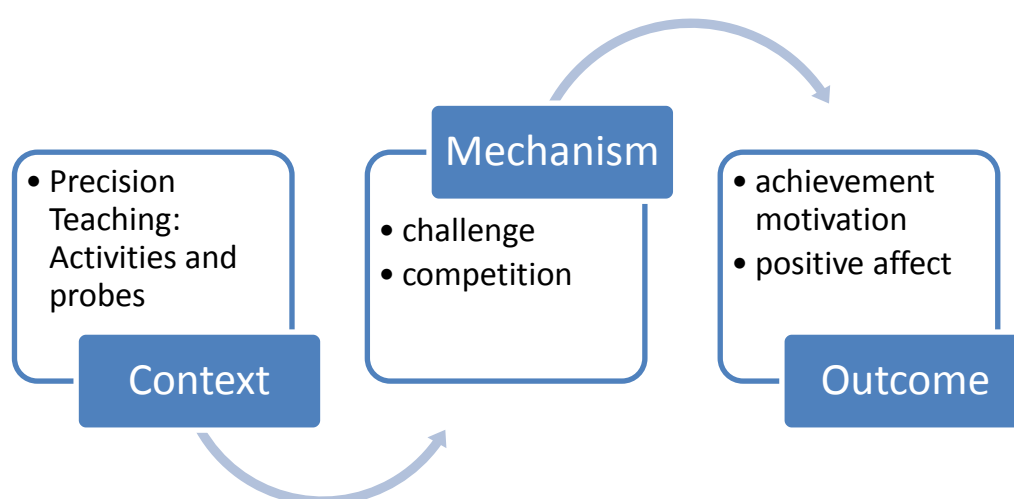 • Precision
Teaching:
Activities and
probes
Context
Mechanism
• challenge
• competition
• achievement
motivation
• positive affect
Outcome